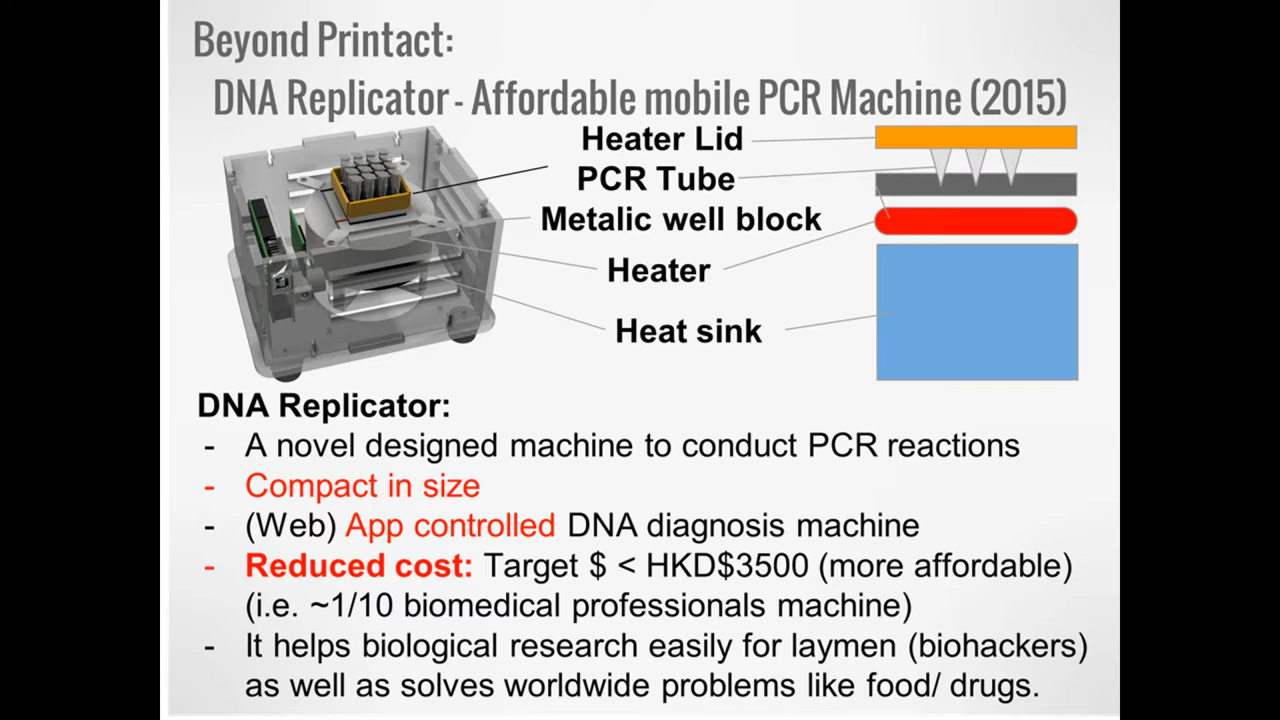 Beyond Printact:
DNA Replicator - Affordable mobile PCR Machine (2015)
Heater Lid
PCR Tube
Metalic well block
Heater
Heat sink
DNA Replicator:
- A novel designed machine to conduct PCR reactions
- Compact in size
- (Web) App controlled DNA diagnosis machine
- Reduced cost: Target $ < HKD$3500 (more affordable)
(i.e. ~1/10 biomedical professionals machine)
- It helps biological research easily for laymen (biohackers)
as well as solves worldwide problems like food/ drugs.